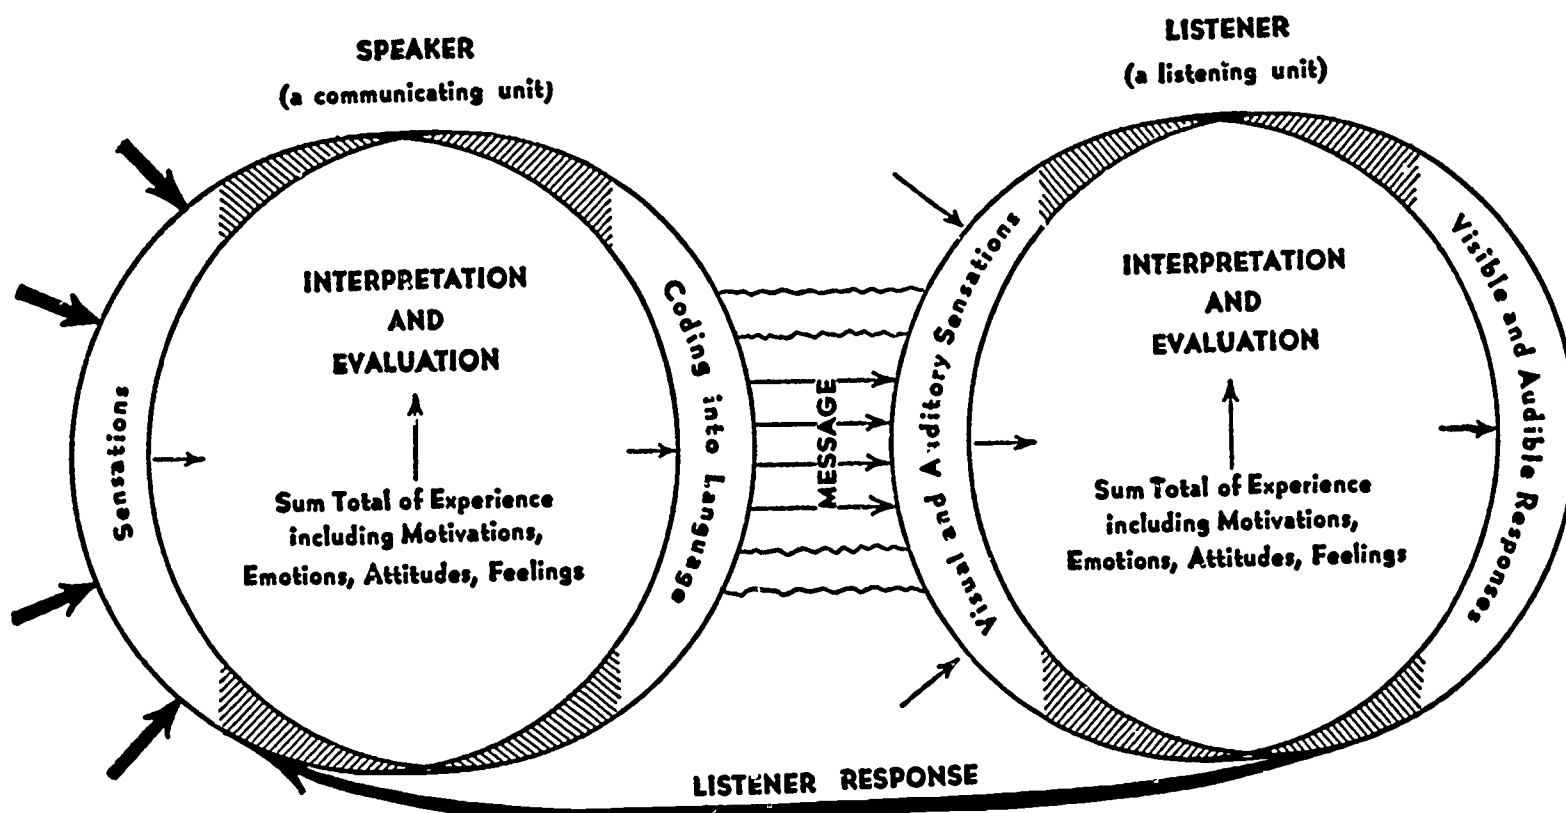 SPEAKER
(a communicating unit)
LISTENER
(a listening unit)
Sensations
INTERPRETATION
AND
EVALUATION
Sum Total of Experience
including Motivations,
Emotions, Attitudes, Feelings
Coding into Language
MESSAGE
Visual and Auditory Sensations
INTERPRETATION
AND
EVALUATION
Sum Total of Experience
including Motivations,
Emotions, Attitudes, Feelings
Visible and Audible Responses
LISTENER RESPONSE